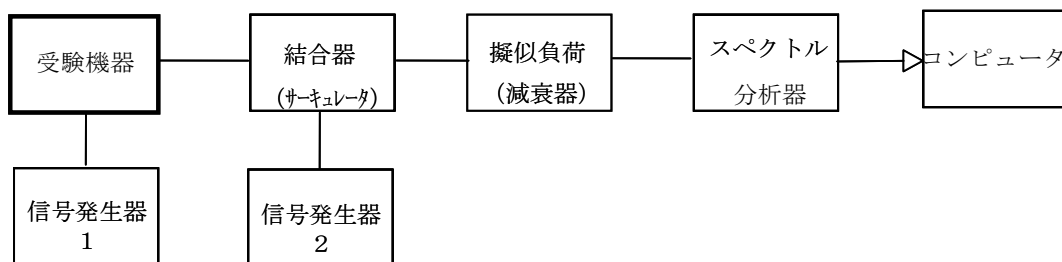 受験機器
結合器
(サーキュレータ)
擬似負荷
(減衰器)
スペクトル
分析器
コンピュータ
信号発生器
1
信号発生器
2